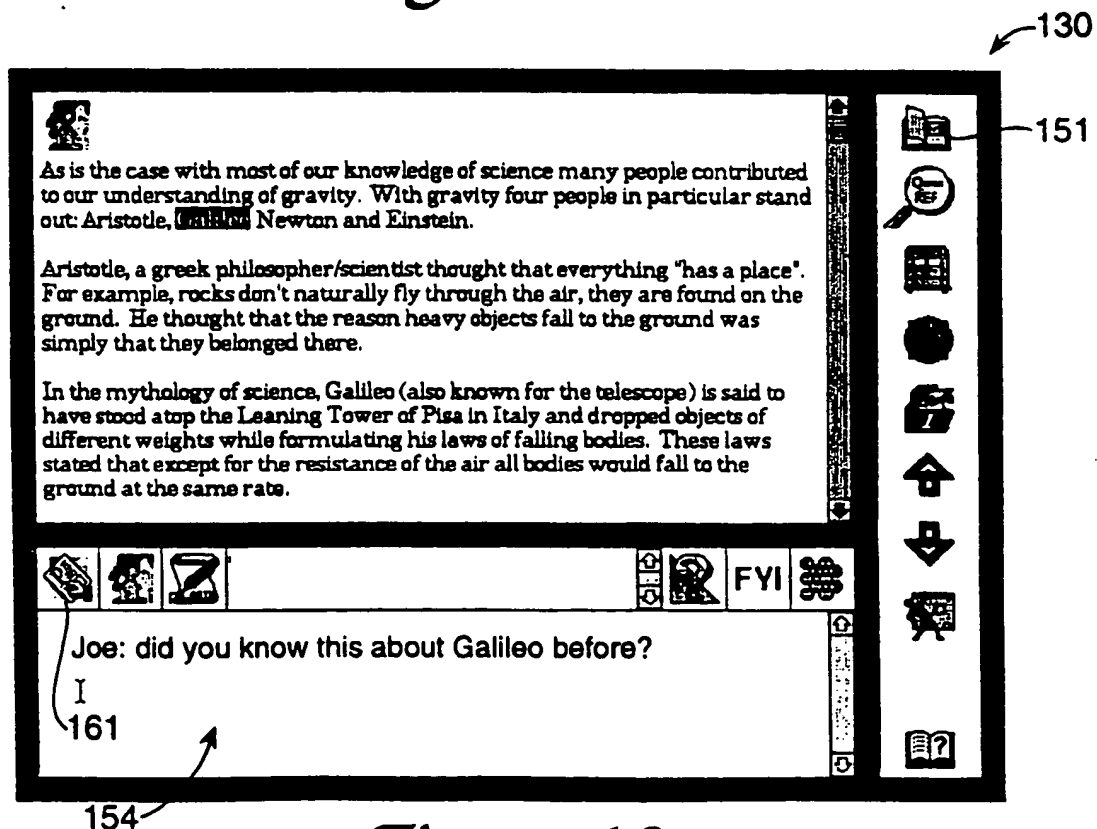 130
151
REF
As is the case with most of our knowledge of science many people contributed
to our understanding of gravity. With gravity four people in particular stand
out: Aristotle, Newton and Einstein.
Aristotle, a greek philosopher/scientist thought that everything "has a place".
For example, rocks don't naturally fly through the air, they are found on the
ground. He thought that the reason heavy objects fall to the ground was
simply that they belonged there.
In the mythology of science, Galileo (also known for the telescope) is said to
have stood atop the Leaning Tower of Pisa in Italy and dropped objects of
different weights while formulating his laws of falling bodies. These laws
stated that except for the resistance of the air all bodies would fall to the
ground at the same rate.
FYI
Joe: did you know this about Galileo before?
161
?
154